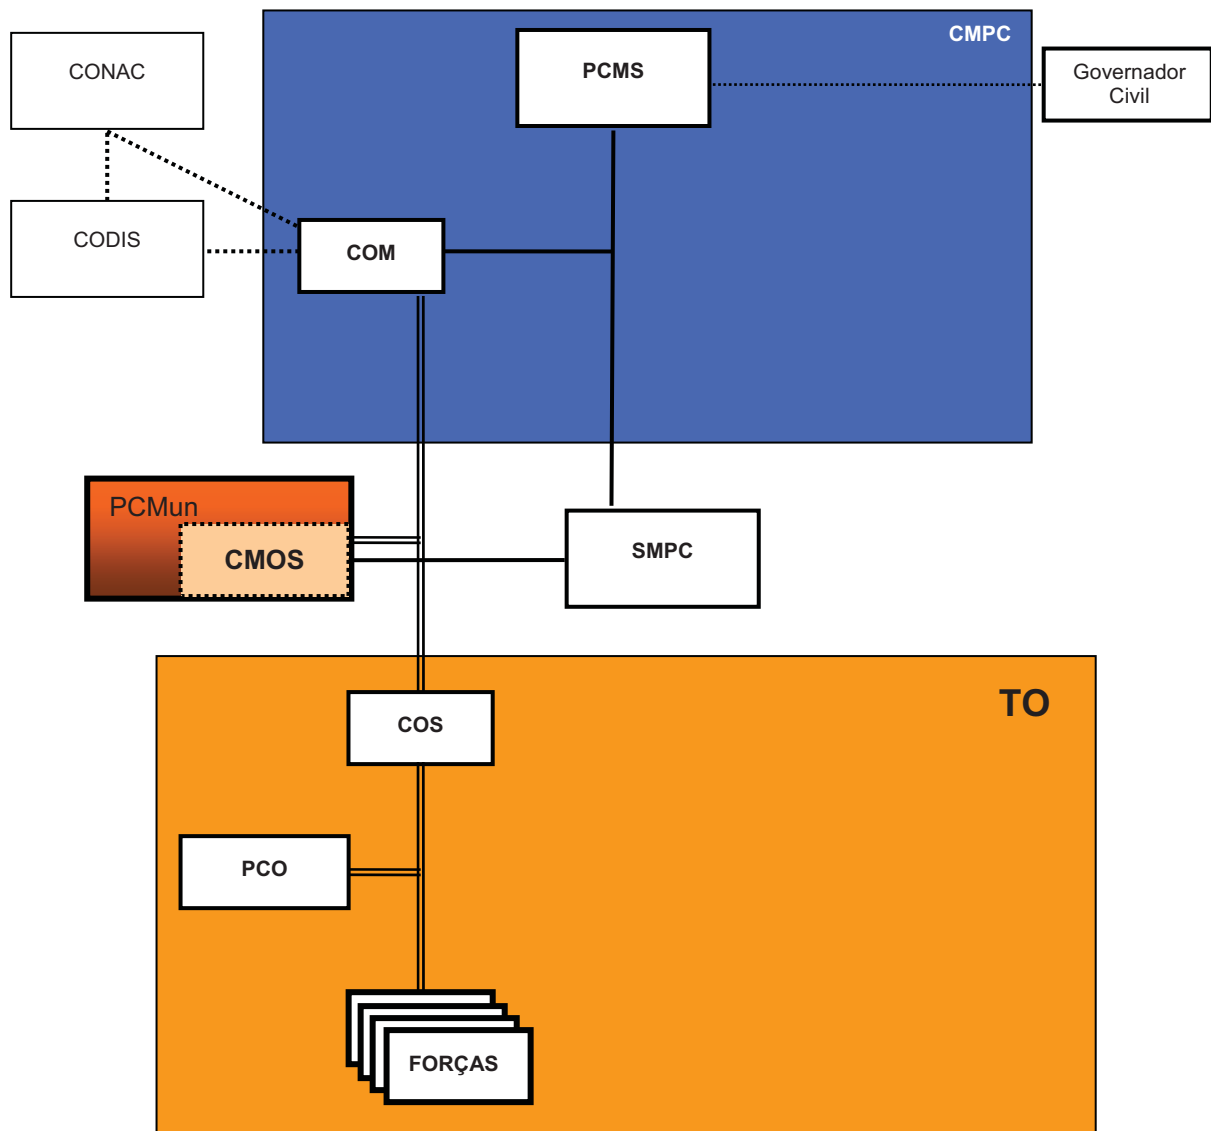 CMPC
PCMS
CONAC
Governador
Civil
CODIS
COM
PCMun
CMOS
SMPC
TO
COS
PCO
FORÇAS